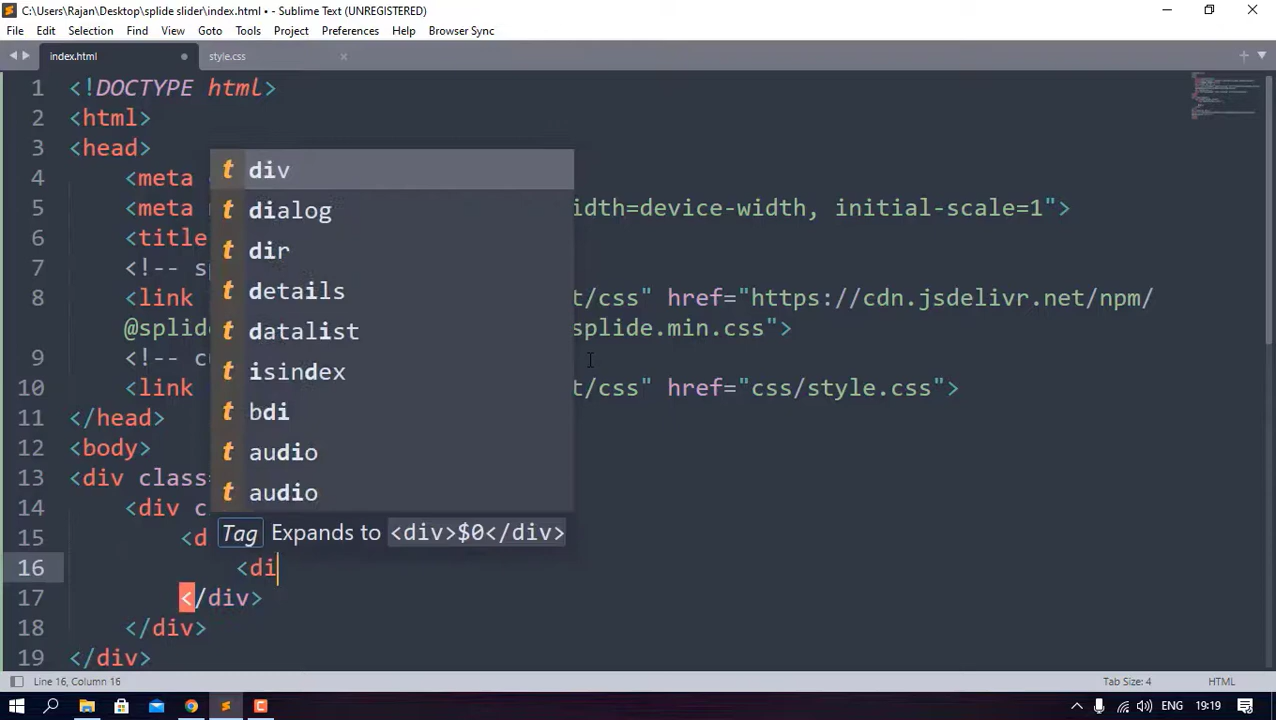 C:\Users\Rajan\Desktop\splide slider\index.html • - Sublime Text (UNREGISTERED)
File Edit Selection Find View Goto Tools Project Preferences Help Browser Sync
index.html style.css
1 <!DOCTYPE html>
2 <html>
3 <head>
4 <meta
5 <meta idth=device-width, initial-scale=1">
6 <title
7 <!-- s
8 <link t/css" href="https://cdn.jsdelivr.net/npm/
@splid splide.min.css">
9 <!-- c
10 <link t/css" href="css/style.css">
11 </head>
12 <body>
13 <div class=
14 <div c
15 <d
16 <di
17 </div>
18 </div>
19 </div>
t div
t dialog
t dir
t details
t datalist
t isindex
t bdi
t audio
t audio
Tag Expands to <div>$0</div>
Line 16, Column 16 Tab Size: 4 HTML
ENG 19:19